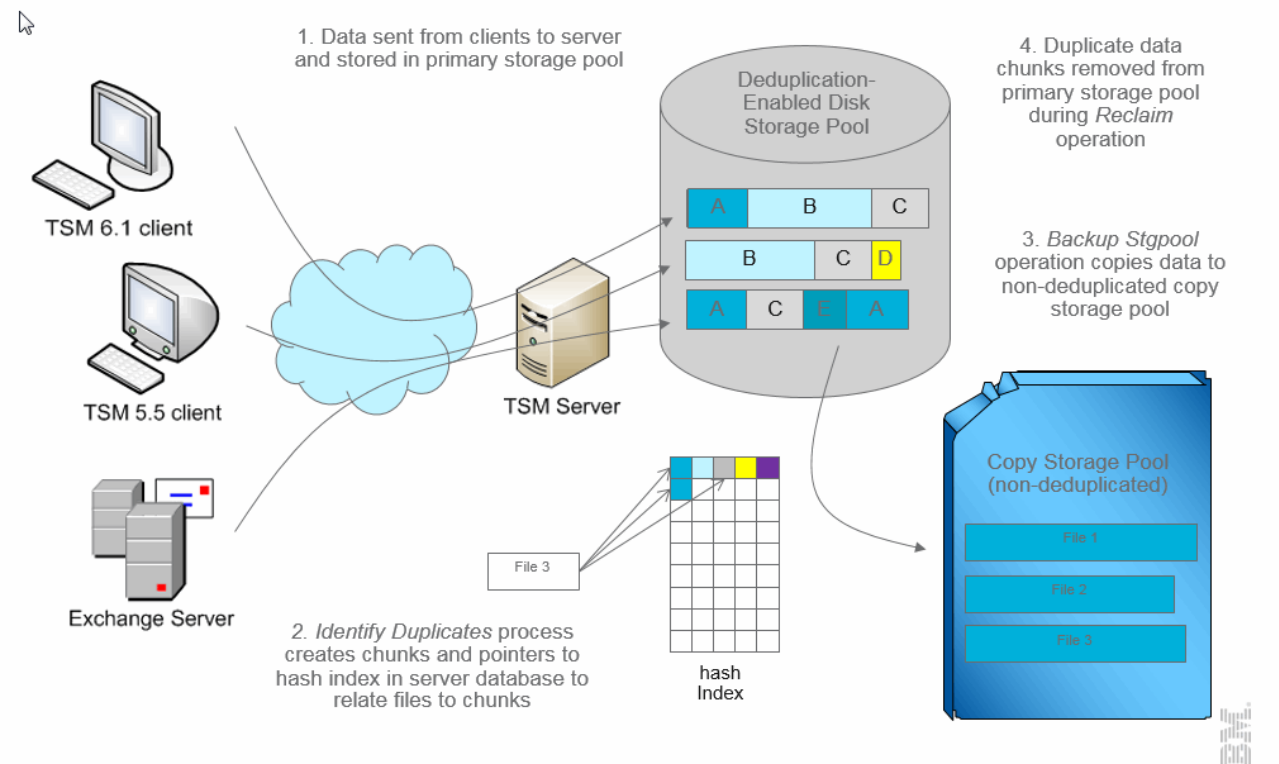 1. Data sent from clients to server
and stored in primary storage pool
Deduplication-
Enabled Disk
Storage Pool
4. Duplicate data
chunks removed from
primary storage pool
during Reclaim
operation
TSM 6.1 client
A B C
B C D
A C E A
3. Backup Stgpool
operation copies data to
non-deduplicated copy
storage pool
TSM 5.5 client
TSM Server
Exchange Server
File 3
2. Identify Duplicates process
creates chunks and pointers to
hash index in server database to
relate files to chunks
hash
Index
Copy Storage Pool
(non-deduplicated)
File 1
File 2
File 3
IBM.